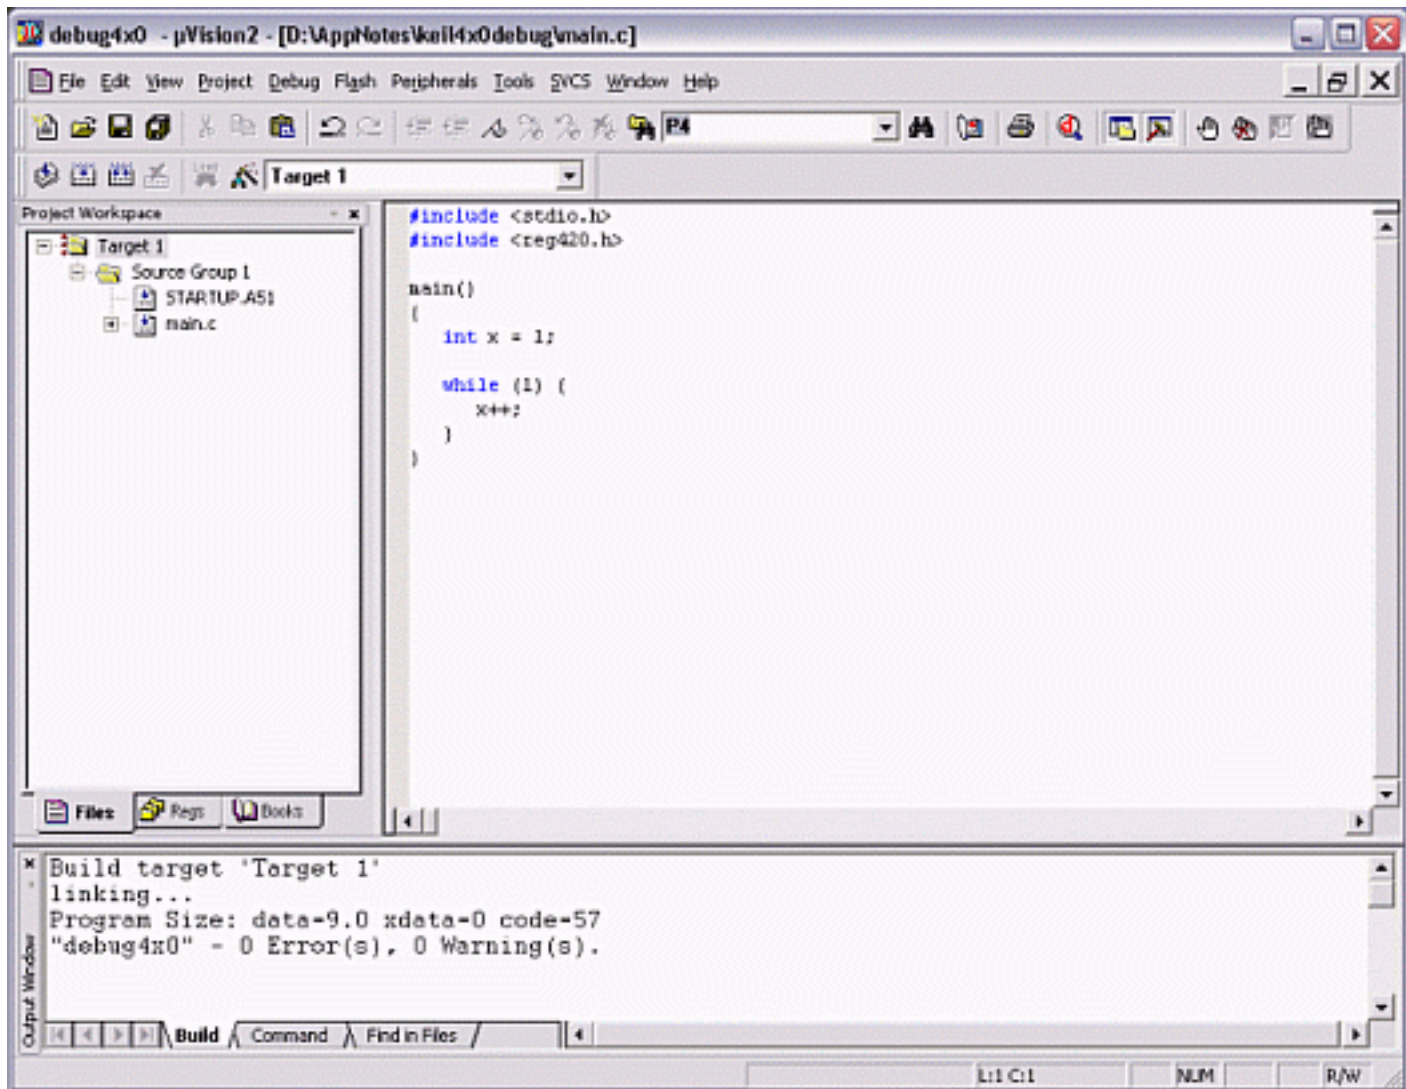 debug4x0 - µVision2 - [D:\AppNotes\keil4x0debug\main.c]
File Edit View Project Debug Flash Peripherals Tools SVCS Window Help
P4
Target 1
Project Workspace
Target 1
Source Group 1
STARTUP.A51
main.c
#include <stdio.h>
#include <reg420.h>
main()
{
int x = 1;
while (1) {
x++;
}
}
Files Regs Books
Build target 'Target 1'
linking...
Program Size: data=9.0 xdata=0 code=57
"debug4x0" - 0 Error(s), 0 Warning(s).
Output Window
Build Command Find in Files
L:1 C:1 NUM R/W